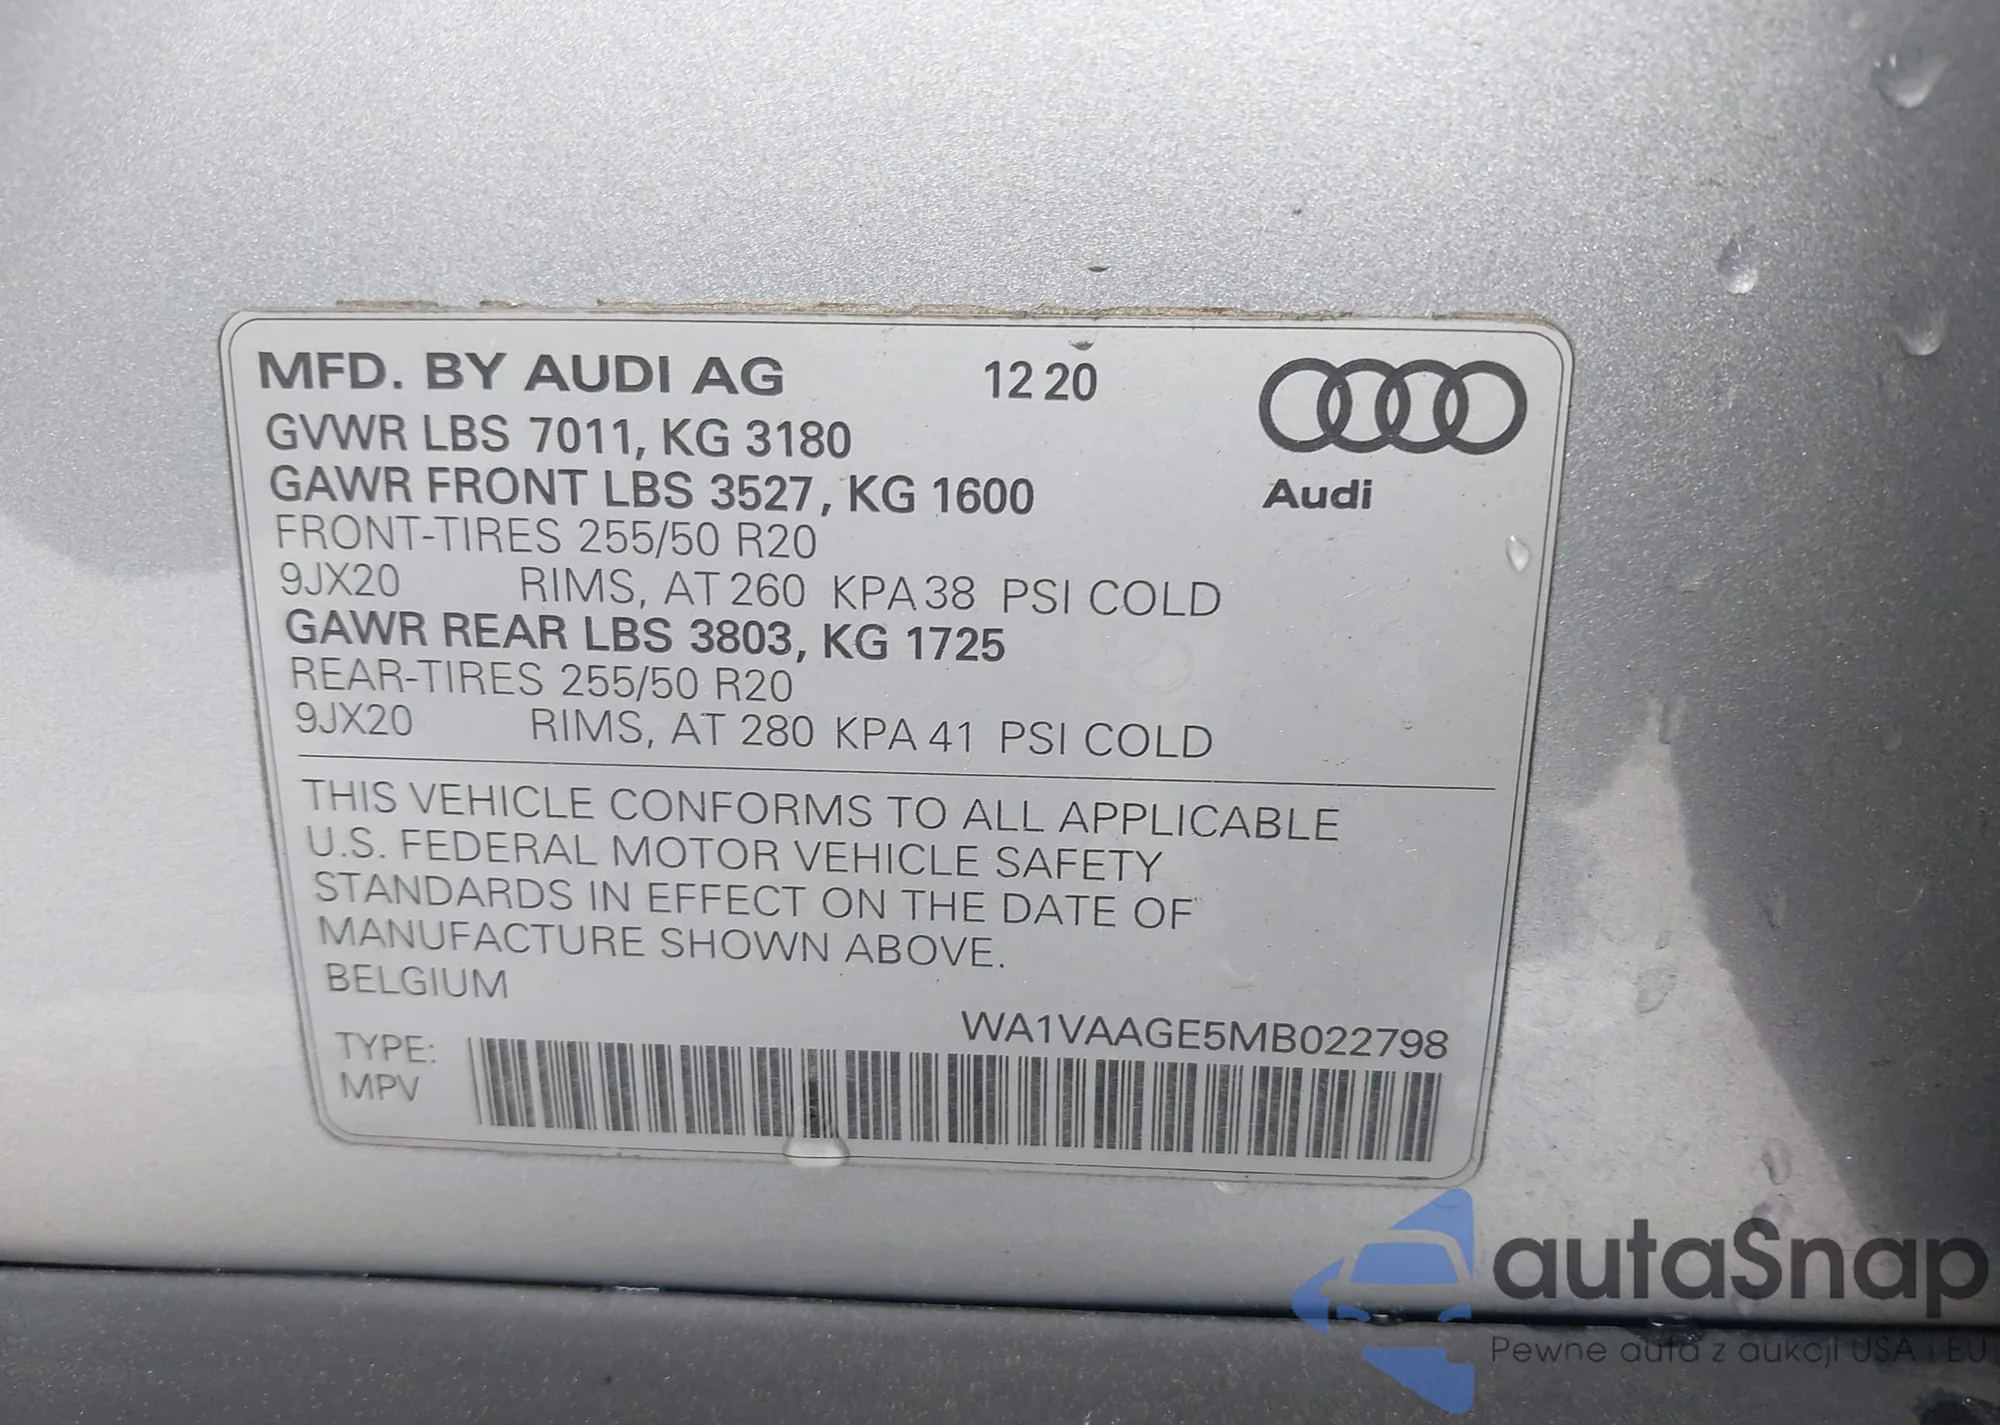 MFD. BY AUDI AG 12 20
GVWR LBS 7011, KG 3180
GAWR FRONT LBS 3527, KG 1600
Audi
FRONT-TIRES 255/50 R20
9JX20 RIMS, AT 260 KPA 38 PSI COLD
GAWR REAR LBS 3803, KG 1725
REAR-TIRES 255/50 R20
9JX20 RIMS, AT 280 KPA 41 PSI COLD
THIS VEHICLE CONFORMS TO ALL APPLICABLE
U.S. FEDERAL MOTOR VEHICLE SAFETY
STANDARDS IN EFFECT ON THE DATE OF
MANUFACTURE SHOWN ABOVE.
BELGIUM
WA1VAAGE5MB022798
TYPE:
MPV
autaSnap
Pewne auta z aukcji USA i EU